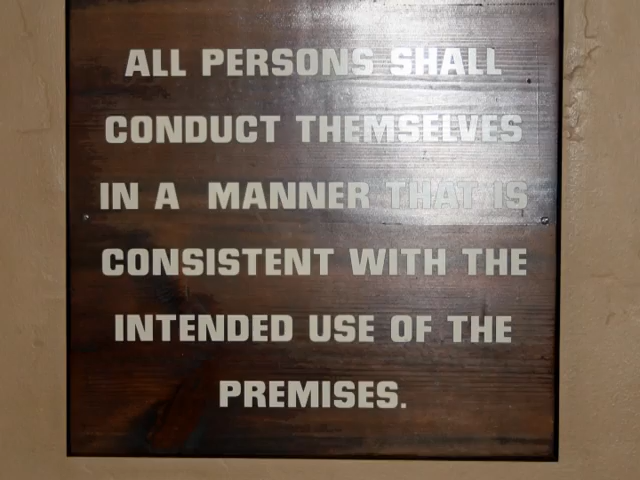 ALL PERSONS SHALL
CONDUCT THEMSELVES
IN A MANNER THAT IS
CONSISTENT WITH THE
INTENDED USE OF THE
PREMISES.